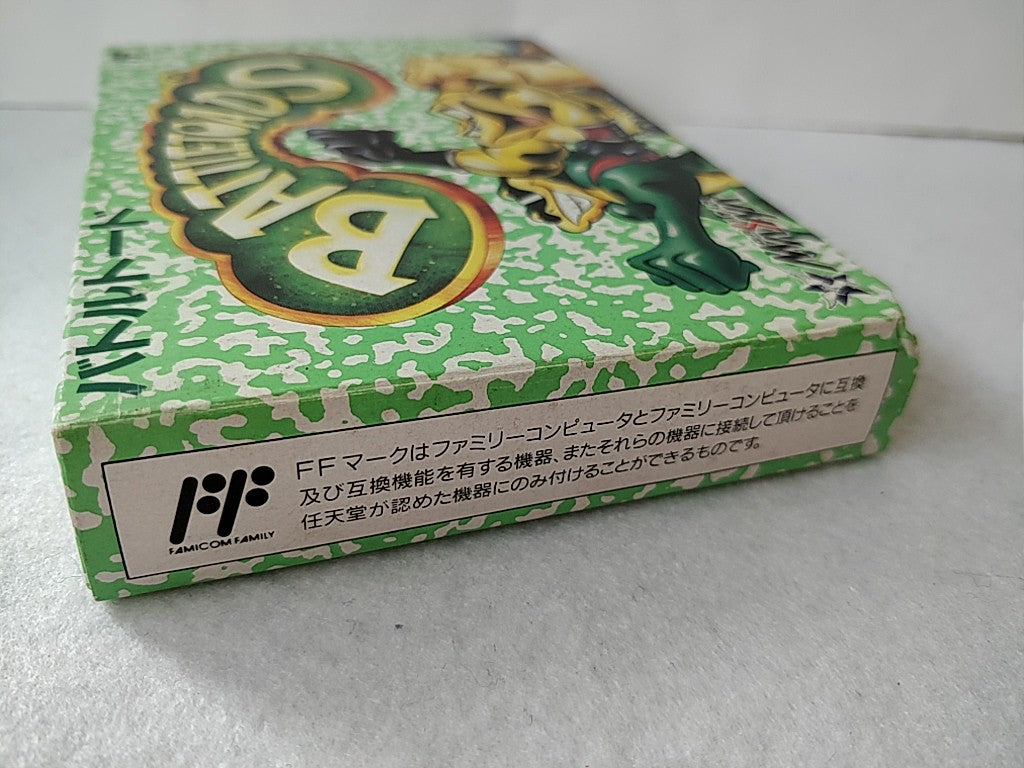 BATTLETOADS
バトルトード
FF
FAMICOM FAMILY
FFマークはファミリーコンピュータとファミリーコンピュータに互換
及び互換機能を有する機器、またそれらの機器に接続して頂けることを
任天堂が認めた機器にのみ付けることができるものです。